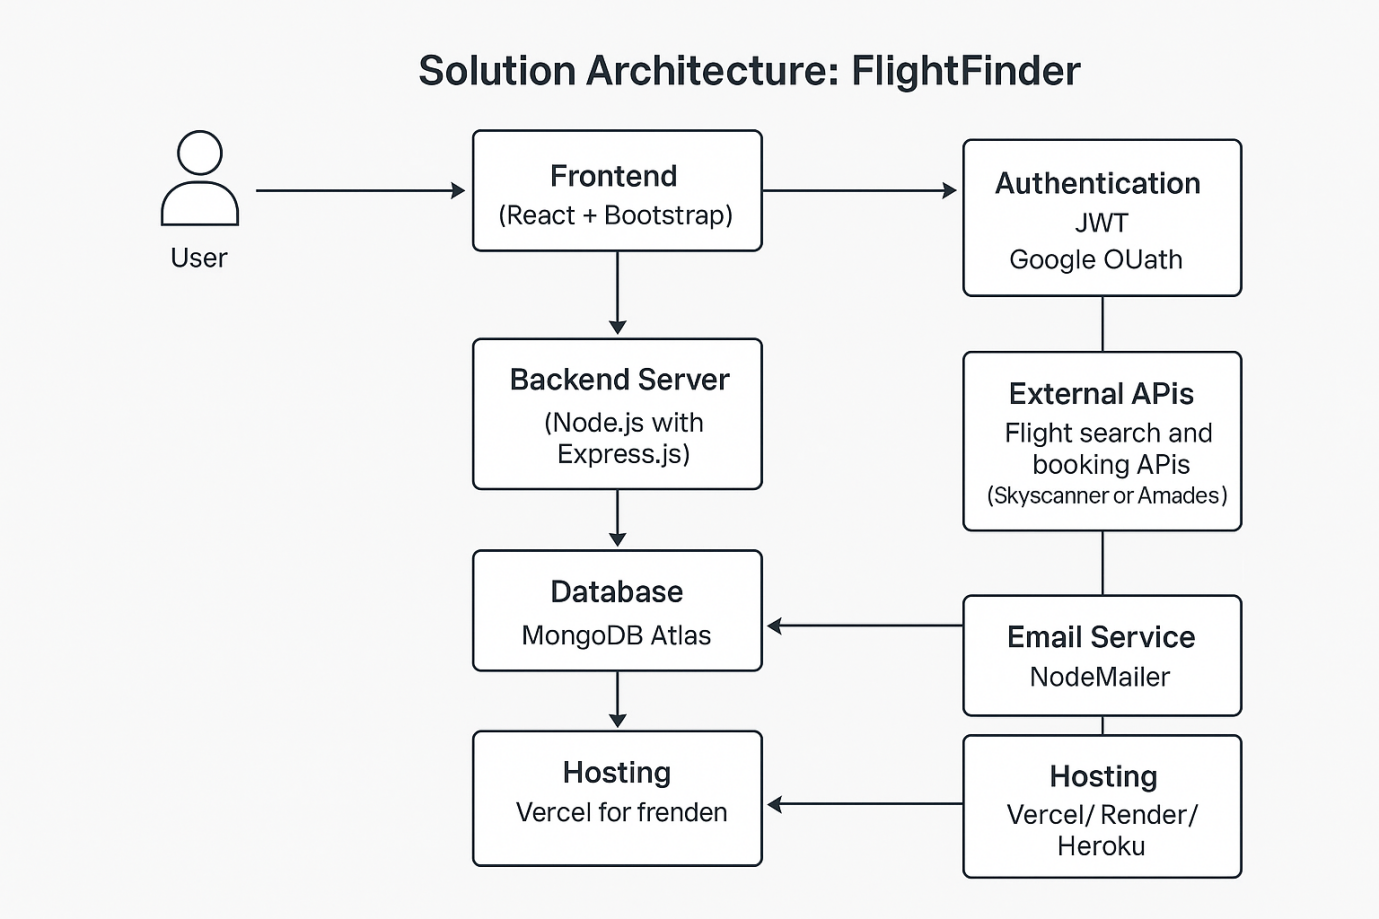 Solution Architecture: FlightFinder
User
Frontend
(React + Bootstrap)
Authentication
JWT
Google OUath
Backend Server
(Node.js with
Express.js)
External APis
Flight search and
booking APis
(Skyscanner or Amades)
Database
MongoDB Atlas
Email Service
NodeMailer
Hosting
Vercel for frenden
Hosting
Vercel/ Render/
Heroku